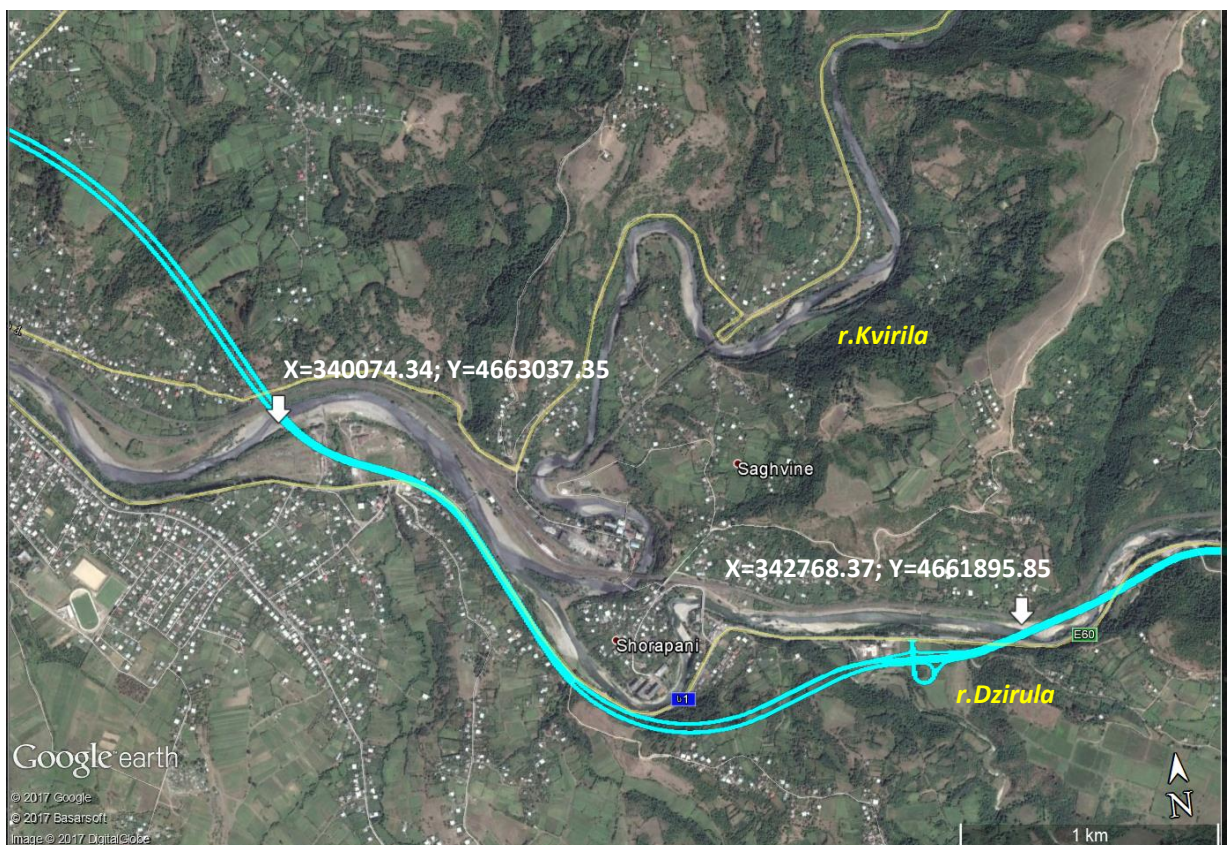 r.Kvirila
X=340074.34; Y=4663037.35
Saghvine
X=342768.37; Y=4661895.85
E60
Shorapani
r.Dzirula
Google earth
© 2017 Google
© 2017 Basarsoft
Image © 2017 DigitalGlobe
N
1 km